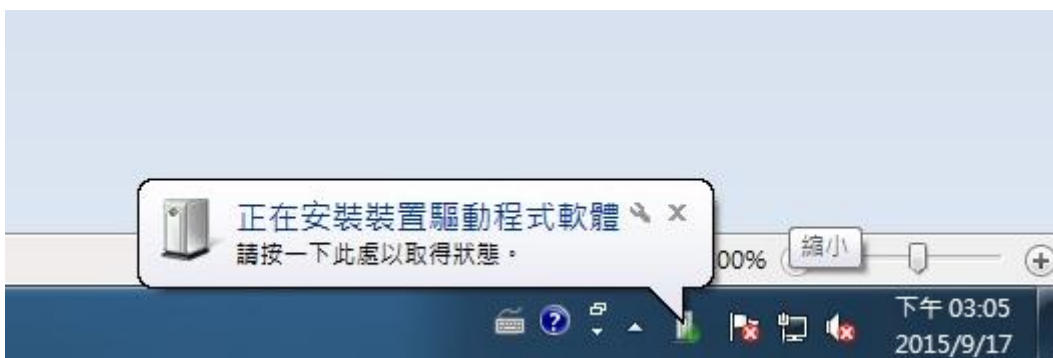 正在安裝裝置驅動程式軟體
請按一下此處以取得狀態。
00%
縮小
下午 03:05
2015/9/17